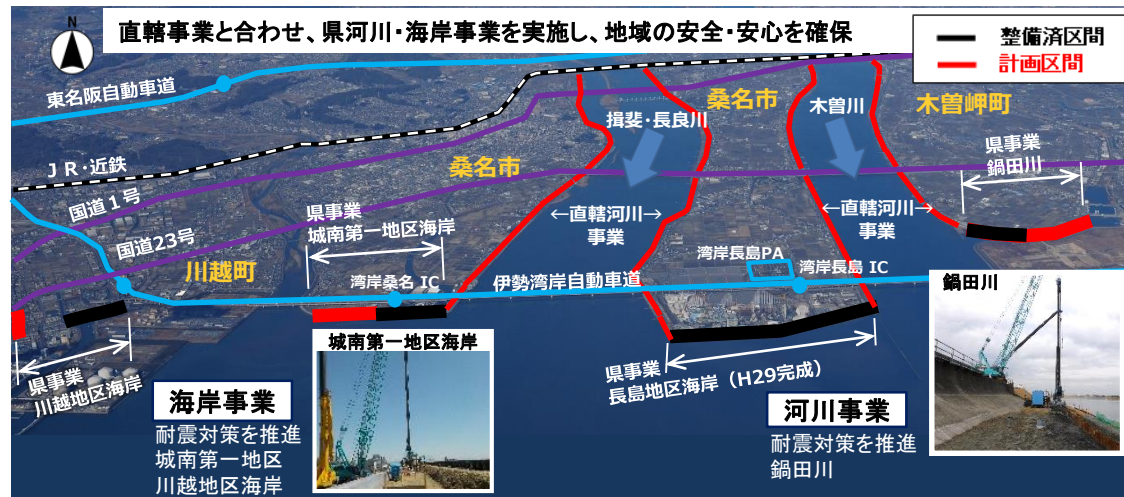 直轄事業と合わせ、県河川・海岸事業を実施し、地域の安全・安心を確保
N
整備済区間
計画区間
東名阪自動車道
桑名市
木曽川
木曽岬町
揖斐・長良川
県事業
鍋田川
JR・近鉄
桑名市
国道1号
県事業
城南第一地区海岸
←直轄河川→
事業
←直轄河川→
事業
国道23号
川越町
湾岸長島PA
湾岸長島 IC
湾岸桑名 IC
伊勢湾岸自動車道
鍋田川
城南第一地区海岸
県事業
川越地区海岸
県事業
長島地区海岸(H29完成)
海岸事業
耐震対策を推進
城南第一地区
川越地区海岸
河川事業
耐震対策を推進
鍋田川